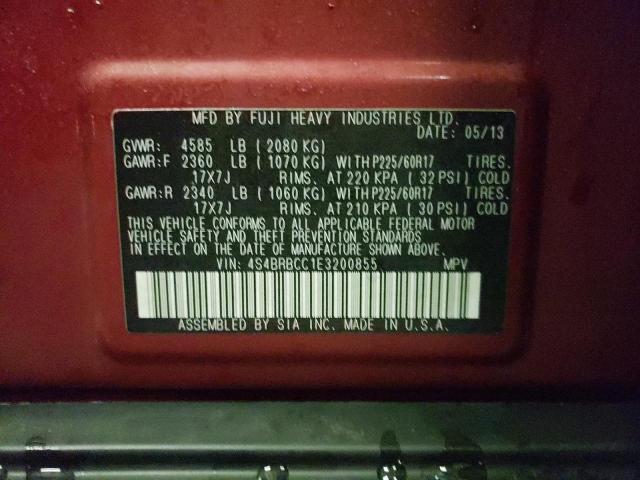 MFD BY FUJI HEAVY INDUSTRIES LTD.
DATE: 05/13
GVWR: 4585 LB ( 2080 KG)
GAWR:F 2360 LB ( 1070 KG) WITH P225/60R17 TIRES.
17X7J RIMS. AT 220 KPA ( 32 PSI) COLD
GAWR:R 2340 LB ( 1060 KG) WITH P225/60R17 TIRES.
17X7J RIMS. AT 210 KPA ( 30 PSI) COLD
THIS VEHICLE CONFORMS TO ALL APPLICABLE FEDERAL MOTOR
VEHICLE SAFETY AND THEFT PREVENTION STANDARDS
IN EFFECT ON THE DATE OF MANUFACTURE SHOWN ABOVE.
VIN: 4S4BRBCC1E3200855 MPV
ASSEMBLED BY SIA INC. MADE IN U.S.A.